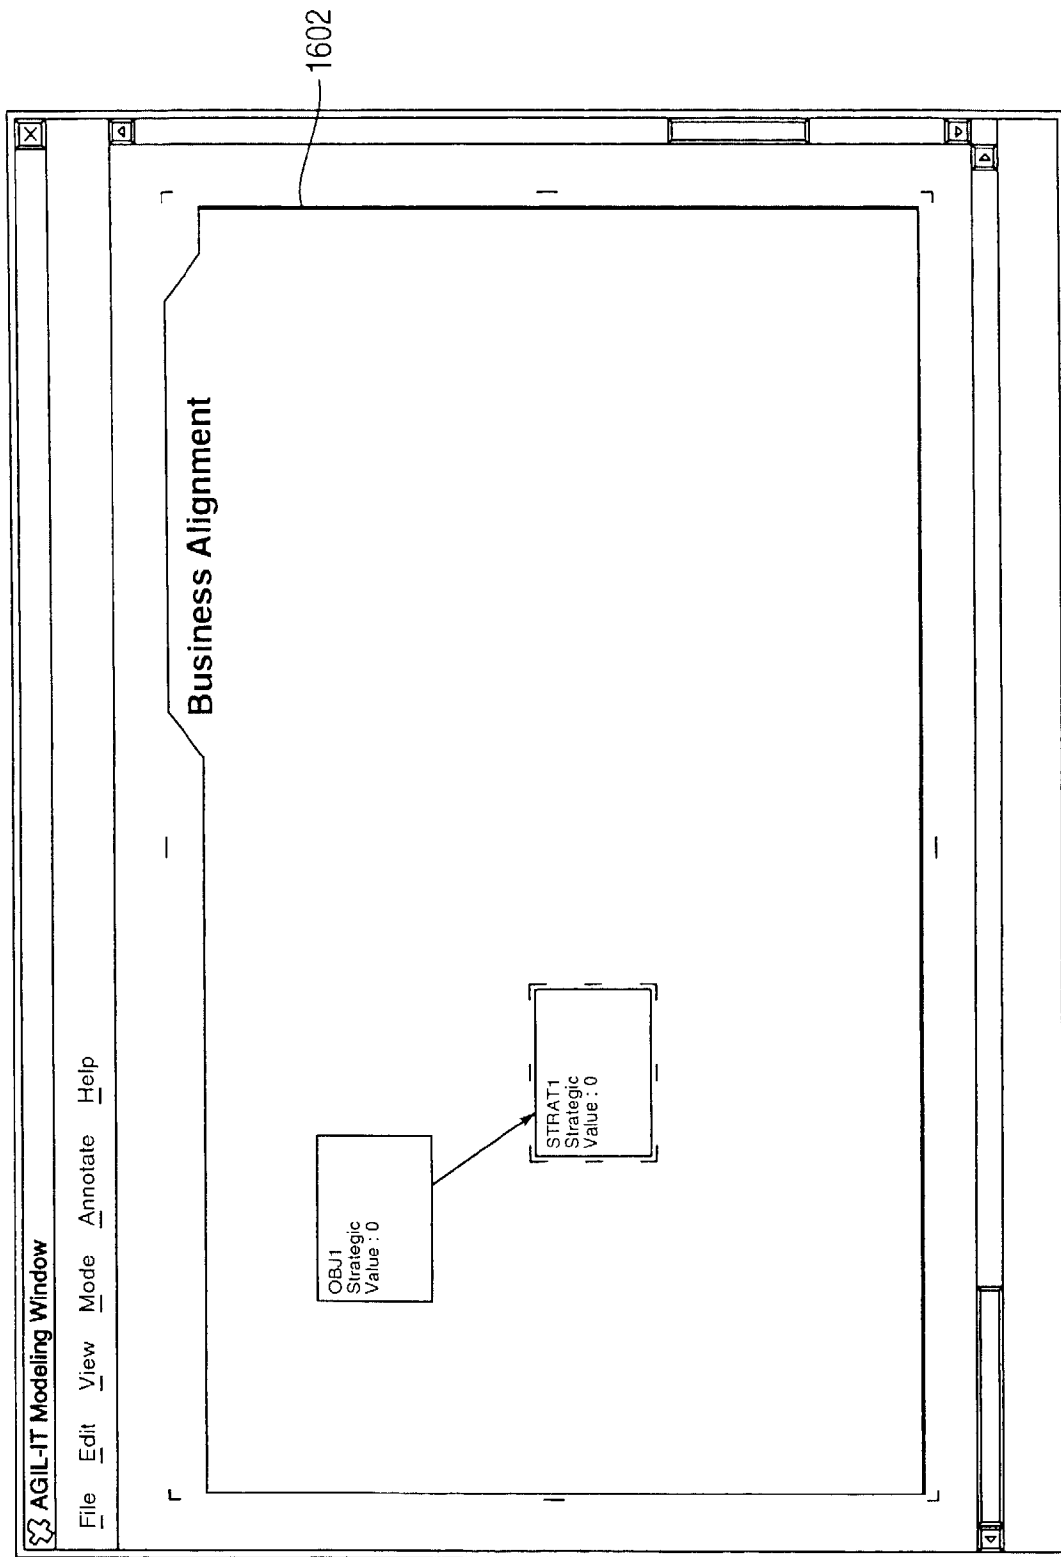 AGIL-IT Modeling Window
File Edit View Mode Annotate Help
Business Alignment
1602
OBJ1
Strategic
Value : 0
STRAT1
Strategic
Value : 0